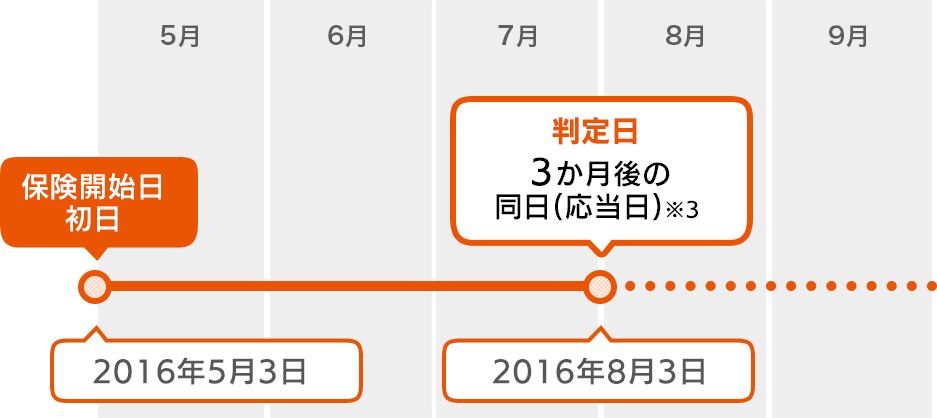 5月 6月 7月 8月 9月
判定日
3か月後の
同日(応当日)※3
保険開始日
初日
2016年5月3日
2016年8月3日